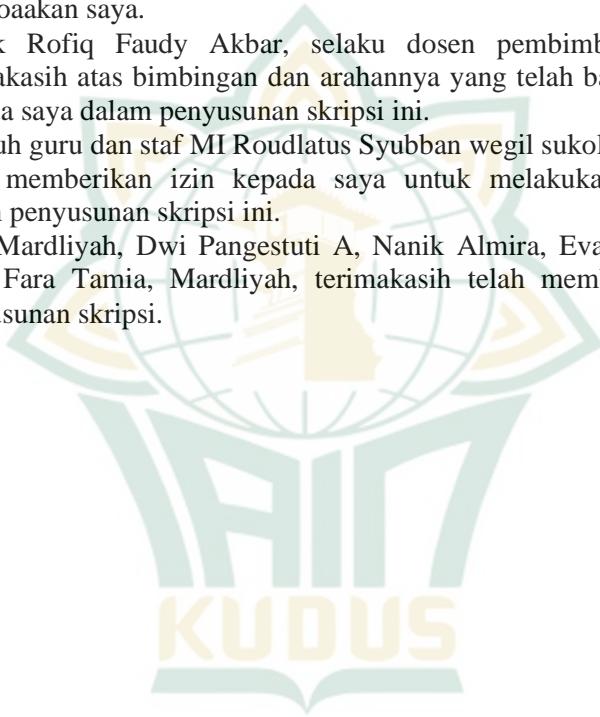 oaakan saya.
k Rofiq Faudy Akbar, selaku dosen pembimb
akasih atas bimbingan dan arahannya yang telah ba
a saya dalam penyusunan skripsi ini.
uh guru dan staf MI Roudlatus Syubban wegil sukol
memberikan izin kepada saya untuk melakuka
penyusunan skripsi ini.
Mardliyah, Dwi Pangestuti A, Nanik Almira, Eva
Fara Tamia, Mardliyah, terimakasih telah mem
usunan skripsi.
IAIN
KUDUS